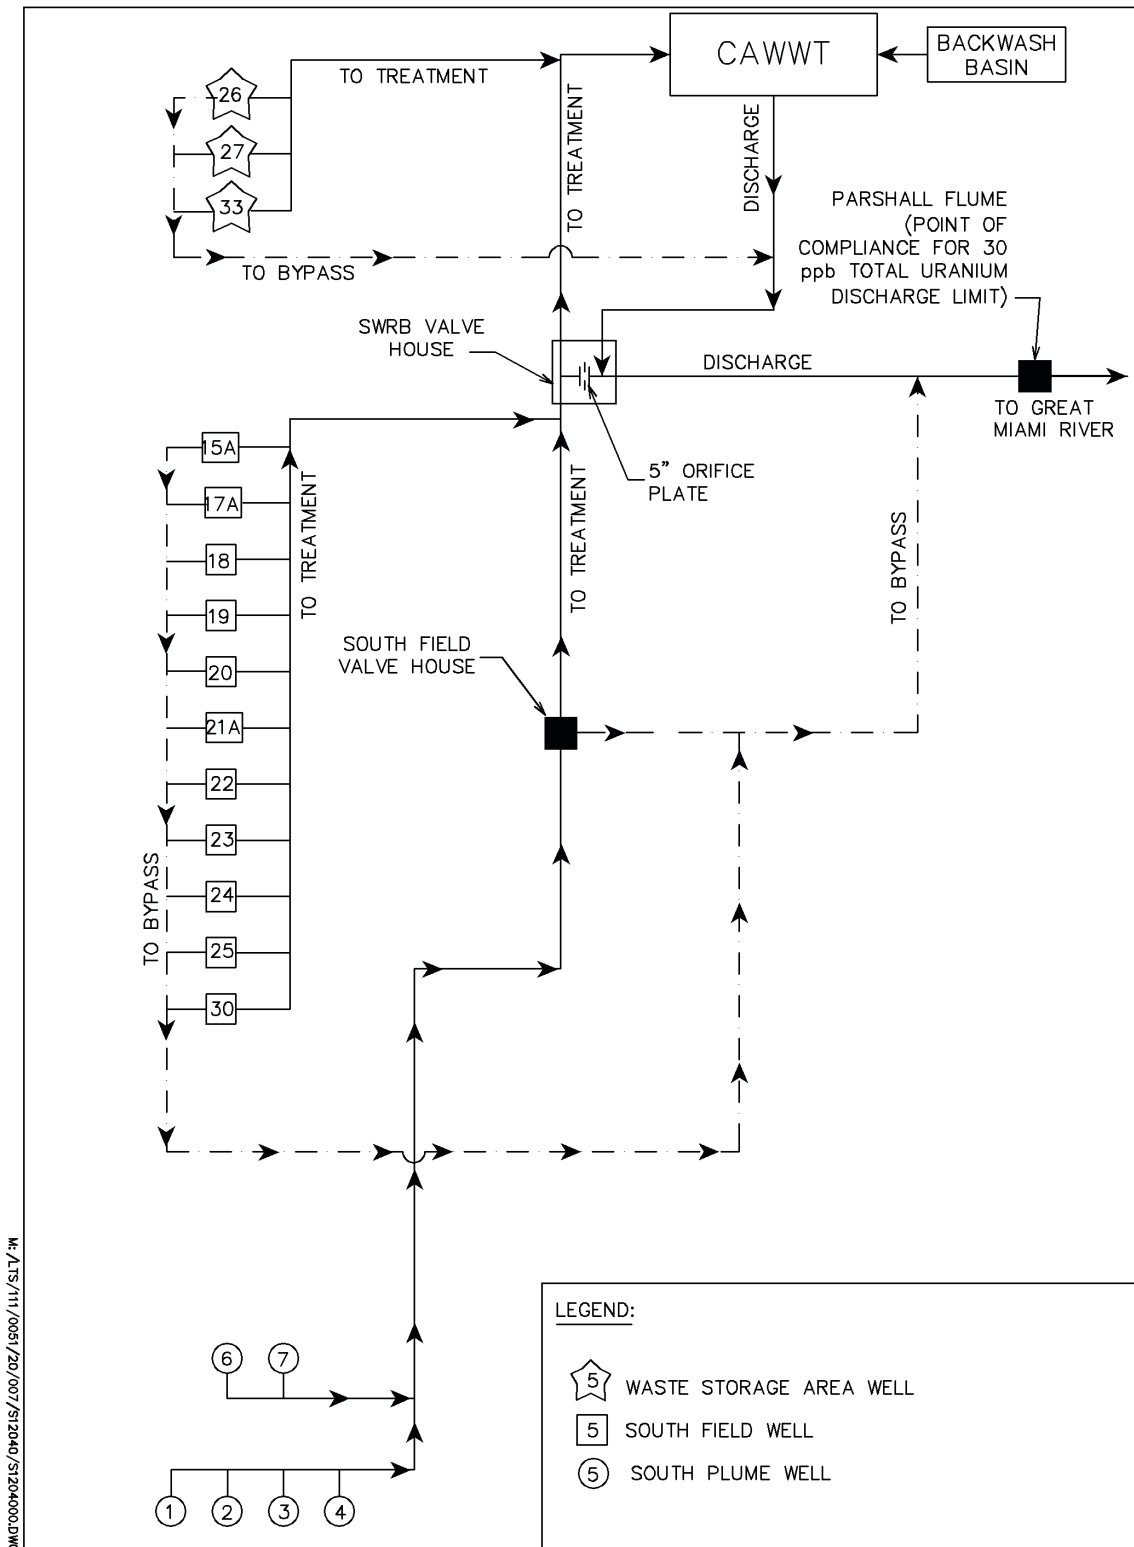 CAWWT
BACKWASH
BASIN
TO TREATMENT
26
27
33
TO BYPASS
TO TREATMENT
DISCHARGE
PARSHALL FLUME
(POINT OF
COMPLIANCE FOR 30
ppb TOTAL URANIUM
DISCHARGE LIMIT)
SWRB VALVE
HOUSE
DISCHARGE
TO GREAT
MIAMI RIVER
5" ORIFICE
PLATE
15A
17A
18
19
20
21A
22
23
24
25
30
TO TREATMENT
TO BYPASS
TO TREATMENT
TO BYPASS
SOUTH FIELD
VALVE HOUSE
6
7
1
2
3
4
LEGEND:
5 WASTE STORAGE AREA WELL
5 SOUTH FIELD WELL
5 SOUTH PLUME WELL
M:/LTS/111/0051/20/007/S12040/S1204000.DWG